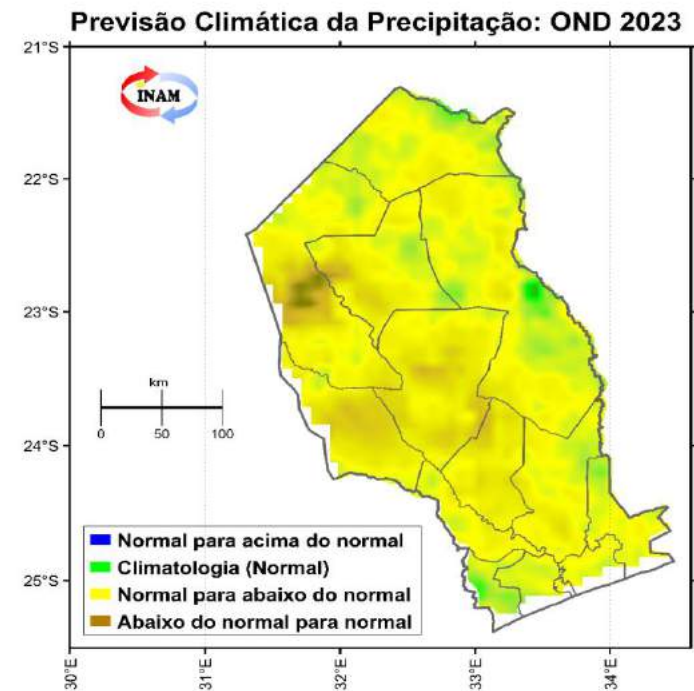 Previsão Climática da Precipitação: OND 2023
21°S
INAM
22°S
23°S
km
0 50 100
24°S
Normal para acima do normal
Climatologia (Normal)
25°S
Normal para abaixo do normal
Abaixo do normal para normal
30°E 31°E 32°E 33°E 34°E